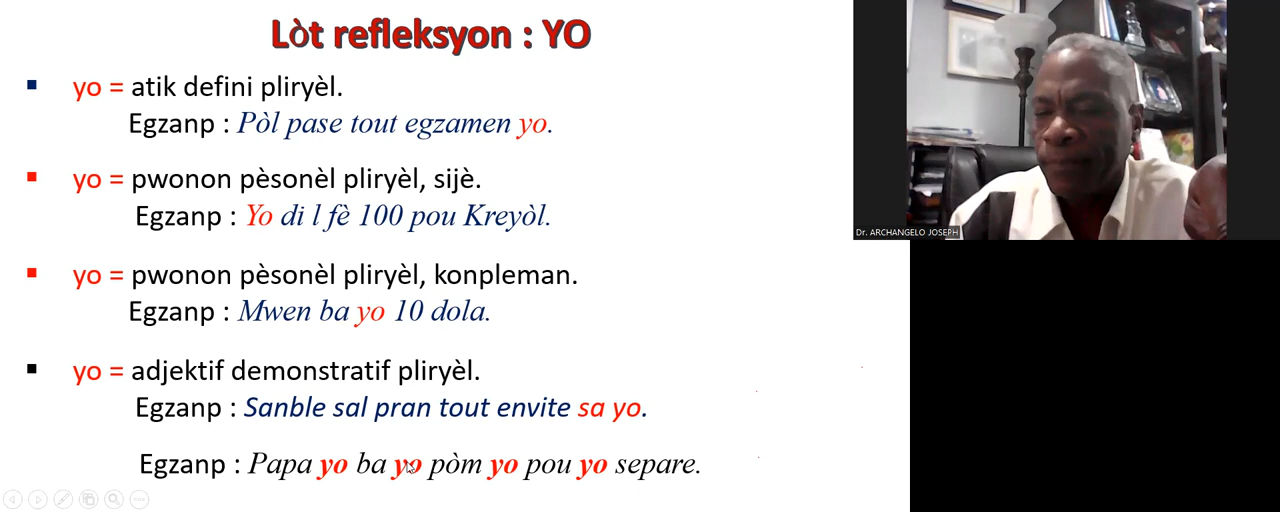 Lòt refleksyon : YO
yo = atik defini pliryèl.
Egzanp : Pòl pase tout egzamen yo.
yo = pwonon pèsonèl pliryèl, sijè.
Egzanp : Yo di l fè 100 pou Kreyòl.
yo = pwonon pèsonèl pliryèl, konpleman.
Egzanp : Mwen ba yo 10 dola.
yo = adjektif demonstratif pliryèl.
Egzanp : Sanble sal pran tout envite sa yo.
Egzanp : Papa yo ba yo pòm yo pou yo separe.
Dr. ARCHANGELO JOSEPH